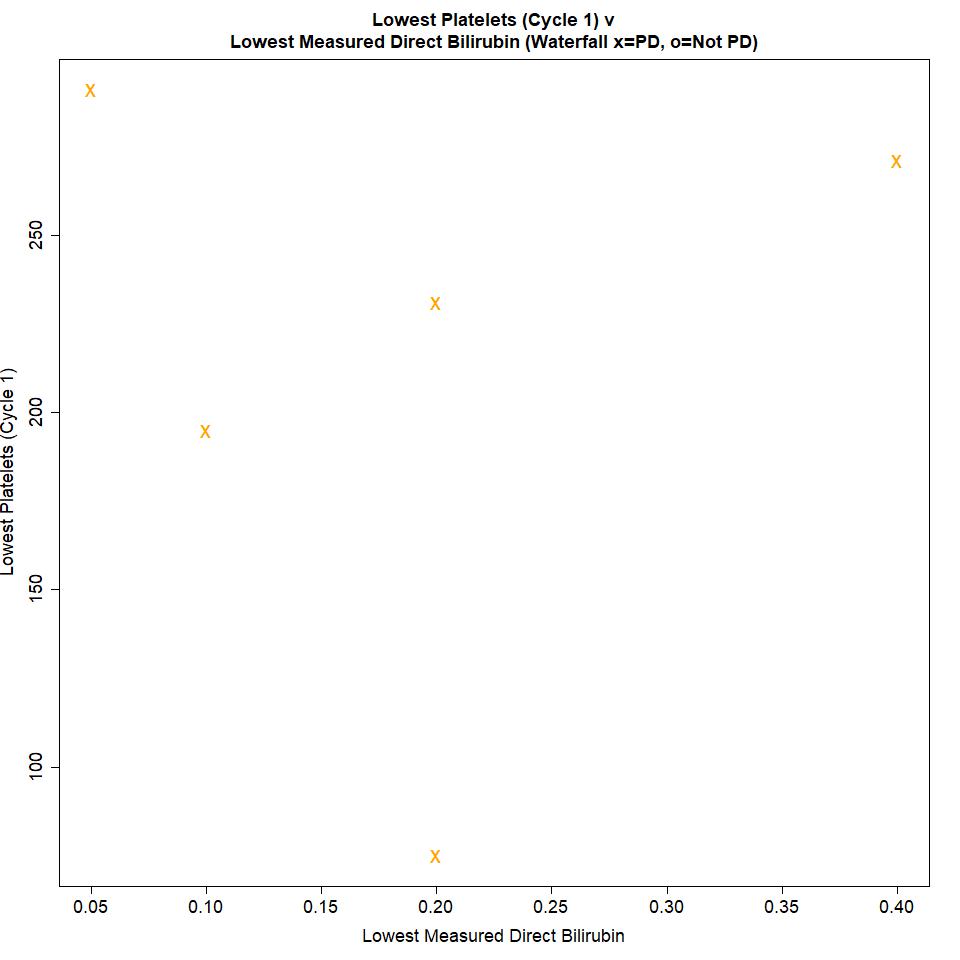 Lowest Platelets (Cycle 1) v
Lowest Measured Direct Bilirubin (Waterfall x=PD, o=Not PD)
X
X
250
X
Lowest Platelets (Cycle 1)
200
X
150
100
X
0.05 0.10 0.15 0.20 0.25 0.30 0.35 0.40
Lowest Measured Direct Bilirubin